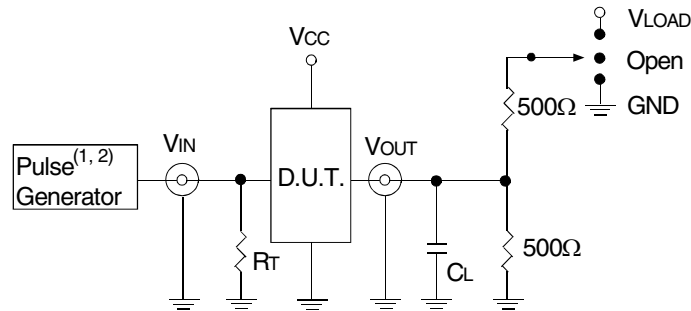 VLOAD
VCC
Open
500Ω
GND
VIN
VOUT
Pulse(1, 2)
Generator
D.U.T.
RT
CL
500Ω